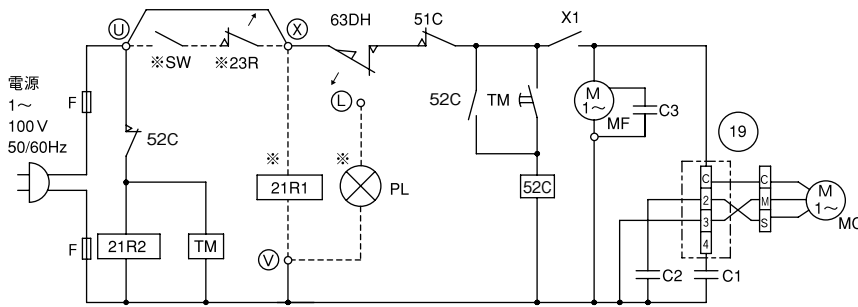 U
X
63DH
51C
X1
※SW
※23R
電源
1～
100V
50/60Hz
F
52C
L
52C
TM
M
1～
MF
C3
19
※
21R1
※
PL
52C
C
2
3
4
C
M
S
M
1～
MC
F
21R2
TM
V
C2
C1